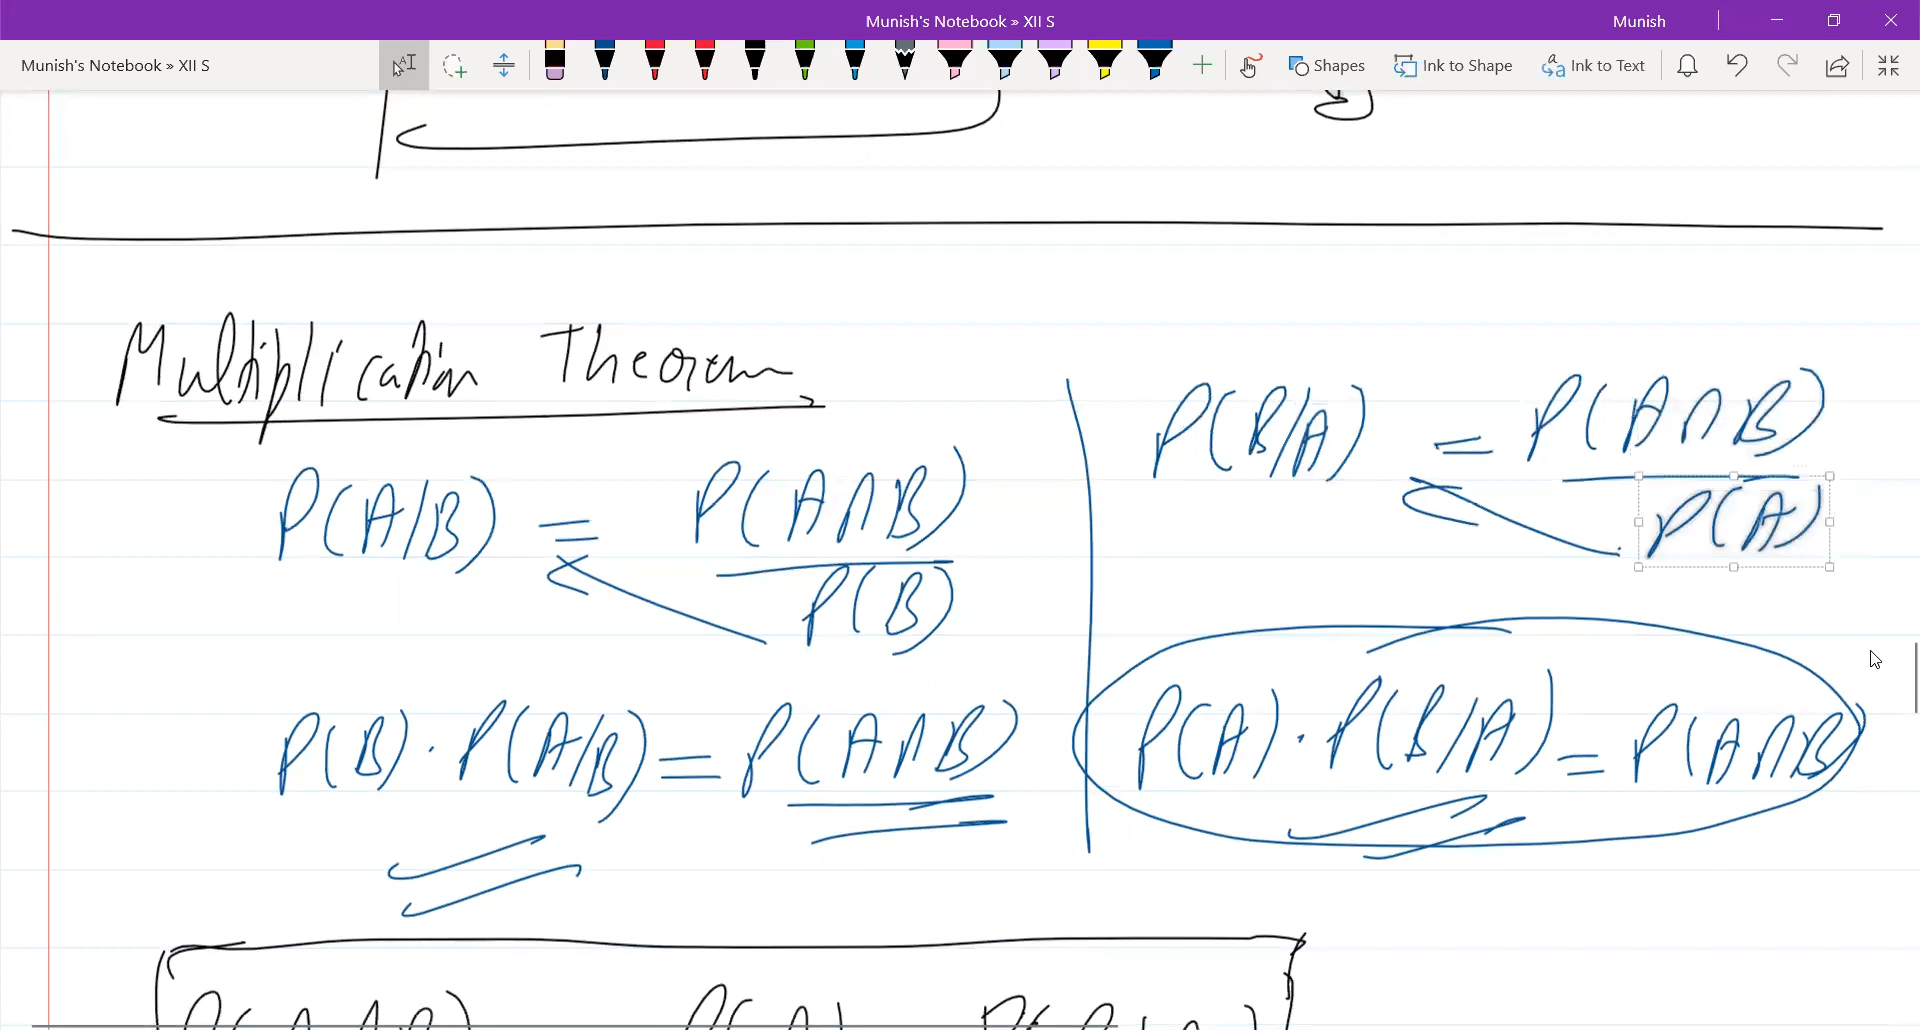 Munish's Notebook » XII S
Munish
Munish's Notebook » XII S
Shapes
Ink to Shape
Ink to Text
Multiplication Theorem
P(A/B) = P(A∩B)
P(B)
P(B) · P(A/B) = P(A∩B)
P(B/A) = P(A∩B)
P(A)
P(A) · P(B/A) = P(A∩B)